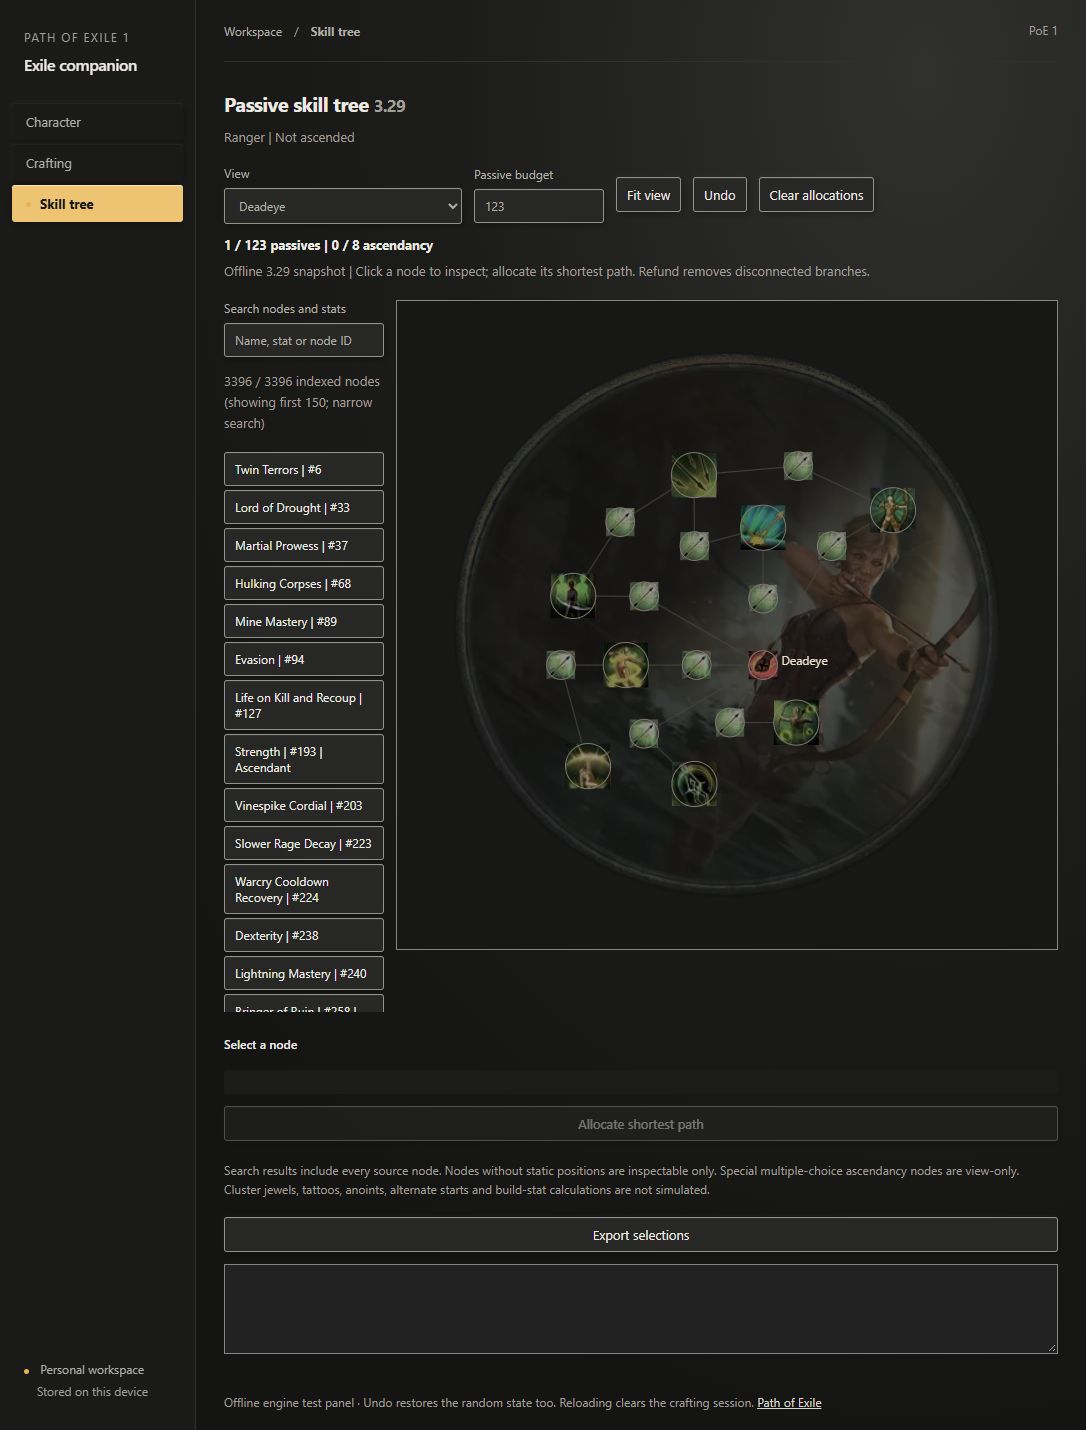 PATH OF EXILE 1
Exile companion
Character
Crafting
Skill tree
Workspace / Skill tree
PoE 1
Passive skill tree 3.29
Ranger | Not ascended
View
Passive budget
Deadeye
123
Fit view
Undo
Clear allocations
1 / 123 passives | 0 / 8 ascendancy
Offline 3.29 snapshot | Click a node to inspect; allocate its shortest path. Refund removes disconnected branches.
Search nodes and stats
Name, stat or node ID
3396 / 3396 indexed nodes
(showing first 150; narrow
search)
Twin Terrors | #6
Lord of Drought | #33
Martial Prowess | #37
Hulking Corpses | #68
Mine Mastery | #89
Evasion | #94
Life on Kill and Recoup |
#127
Strength | #193 |
Ascendant
Vinespike Cordial | #203
Slower Rage Decay | #223
Warcry Cooldown
Recovery | #224
Dexterity | #238
Lightning Mastery | #240
Bringer of Ruin | #258 |
Deadeye
Select a node
Allocate shortest path
Search results include every source node. Nodes without static positions are inspectable only. Special multiple-choice ascendancy nodes are view-only.
Cluster jewels, tattoos, anoints, alternate starts and build-stat calculations are not simulated.
Export selections
Personal workspace
Stored on this device
Offline engine test panel · Undo restores the random state too. Reloading clears the crafting session. Path of Exile